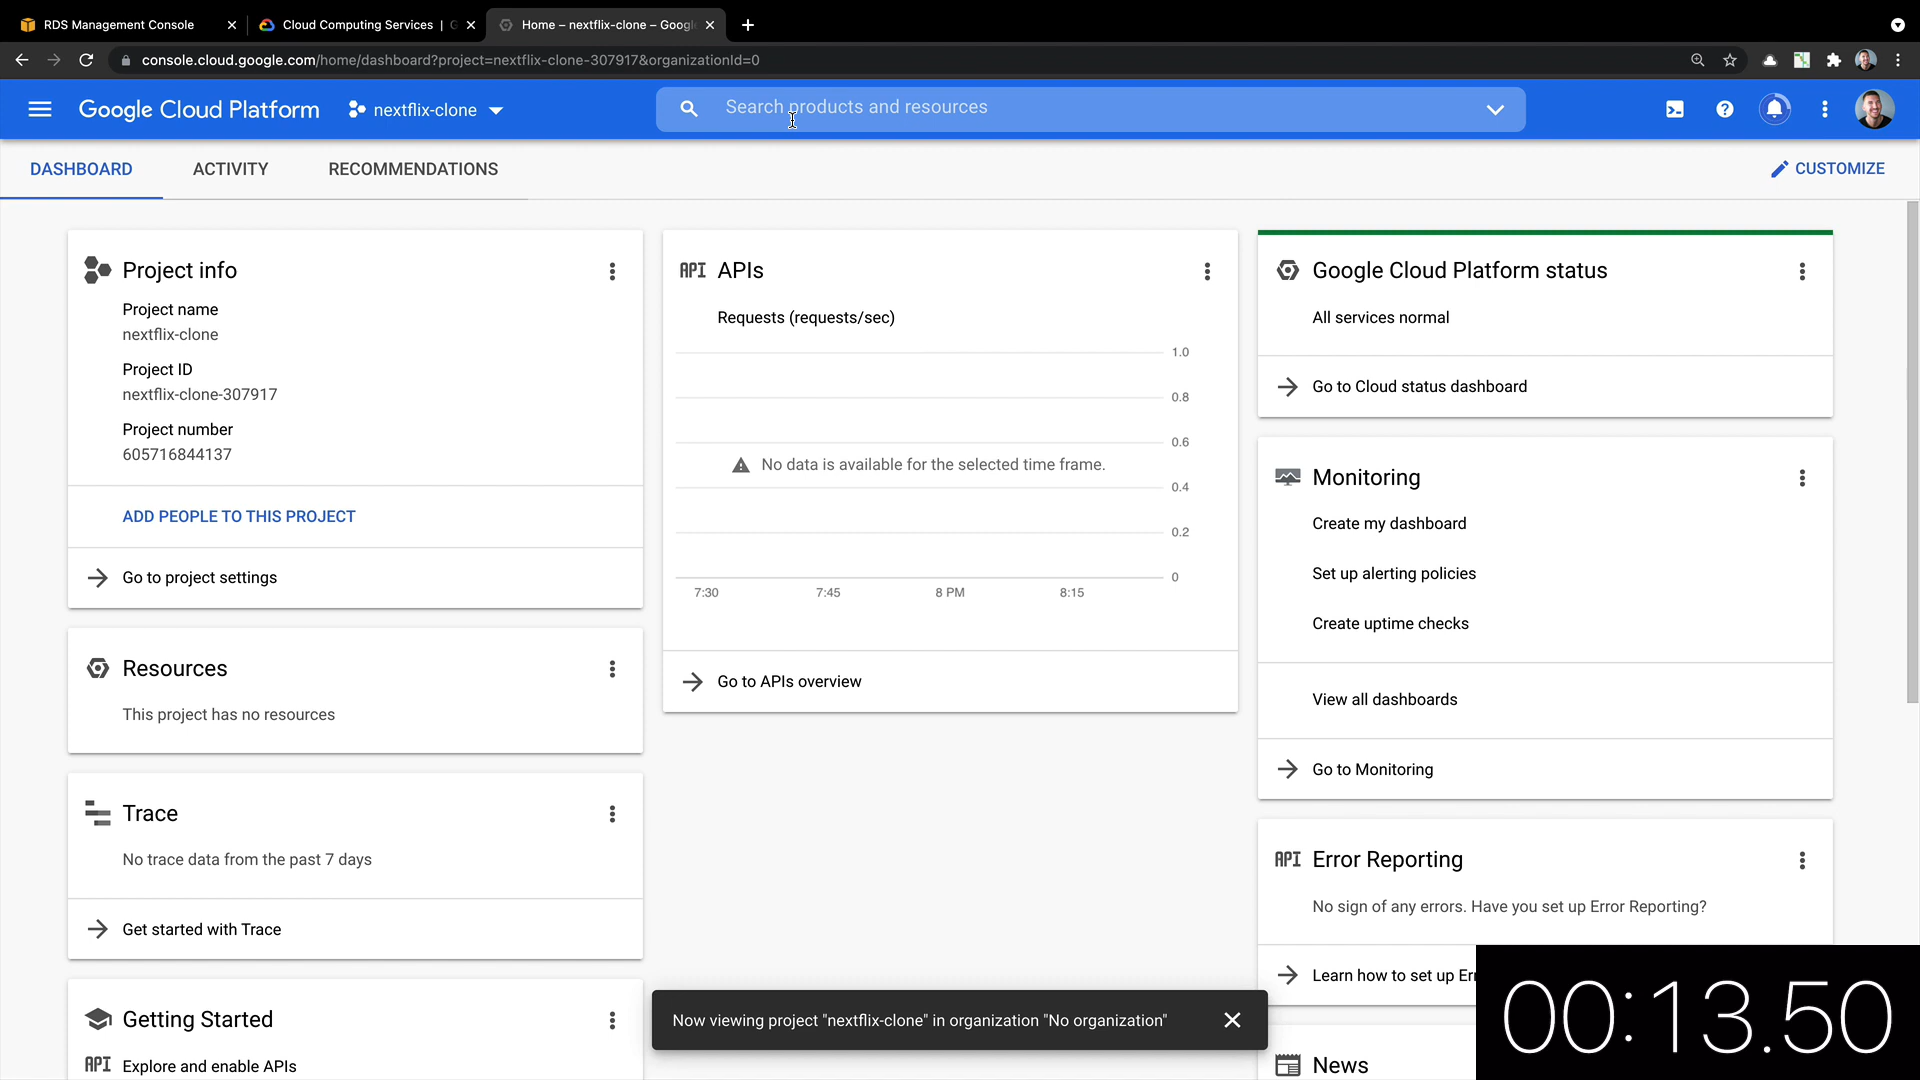 RDS Management Console
Cloud Computing Services | G
Home – nextflix-clone – Googl
console.cloud.google.com/home/dashboard?project=nextflix-clone-307917&organizationId=0
Google Cloud Platform
nextflix-clone
Search products and resources
DASHBOARD
ACTIVITY
RECOMMENDATIONS
CUSTOMIZE
Project info
Project name
nextflix-clone
Project ID
nextflix-clone-307917
Project number
605716844137
ADD PEOPLE TO THIS PROJECT
Go to project settings
Resources
This project has no resources
Trace
No trace data from the past 7 days
Get started with Trace
Getting Started
API Explore and enable APIs
API APIs
Requests (requests/sec)
1.0
0.8
0.6
No data is available for the selected time frame.
0.4
0.2
0
7:30 7:45 8 PM 8:15
Go to APIs overview
Google Cloud Platform status
All services normal
Go to Cloud status dashboard
Monitoring
Create my dashboard
Set up alerting policies
Create uptime checks
View all dashboards
Go to Monitoring
API Error Reporting
No sign of any errors. Have you set up Error Reporting?
Learn how to set up Err
News
Now viewing project "nextflix-clone" in organization "No organization"
00:13.50